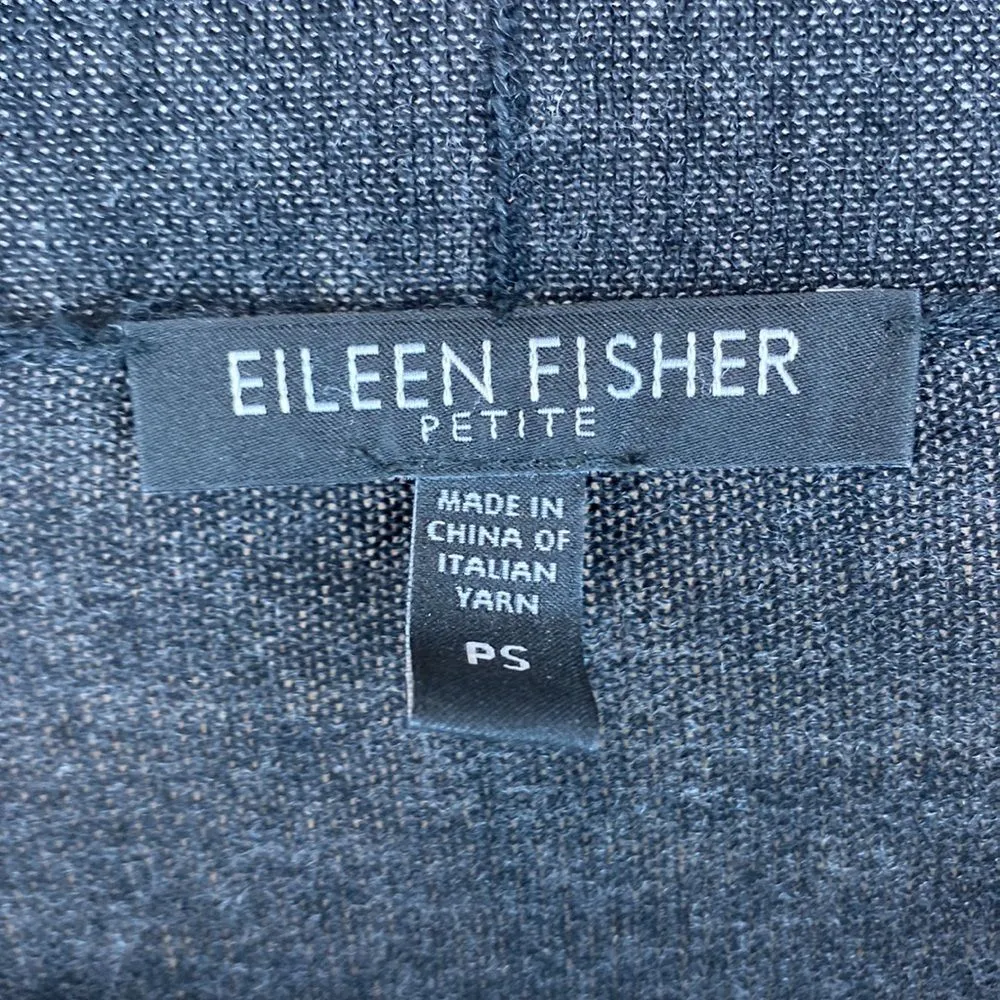 EILEEN FISHER
PETITE
MADE IN
CHINA OF
ITALIAN
YARN
PS